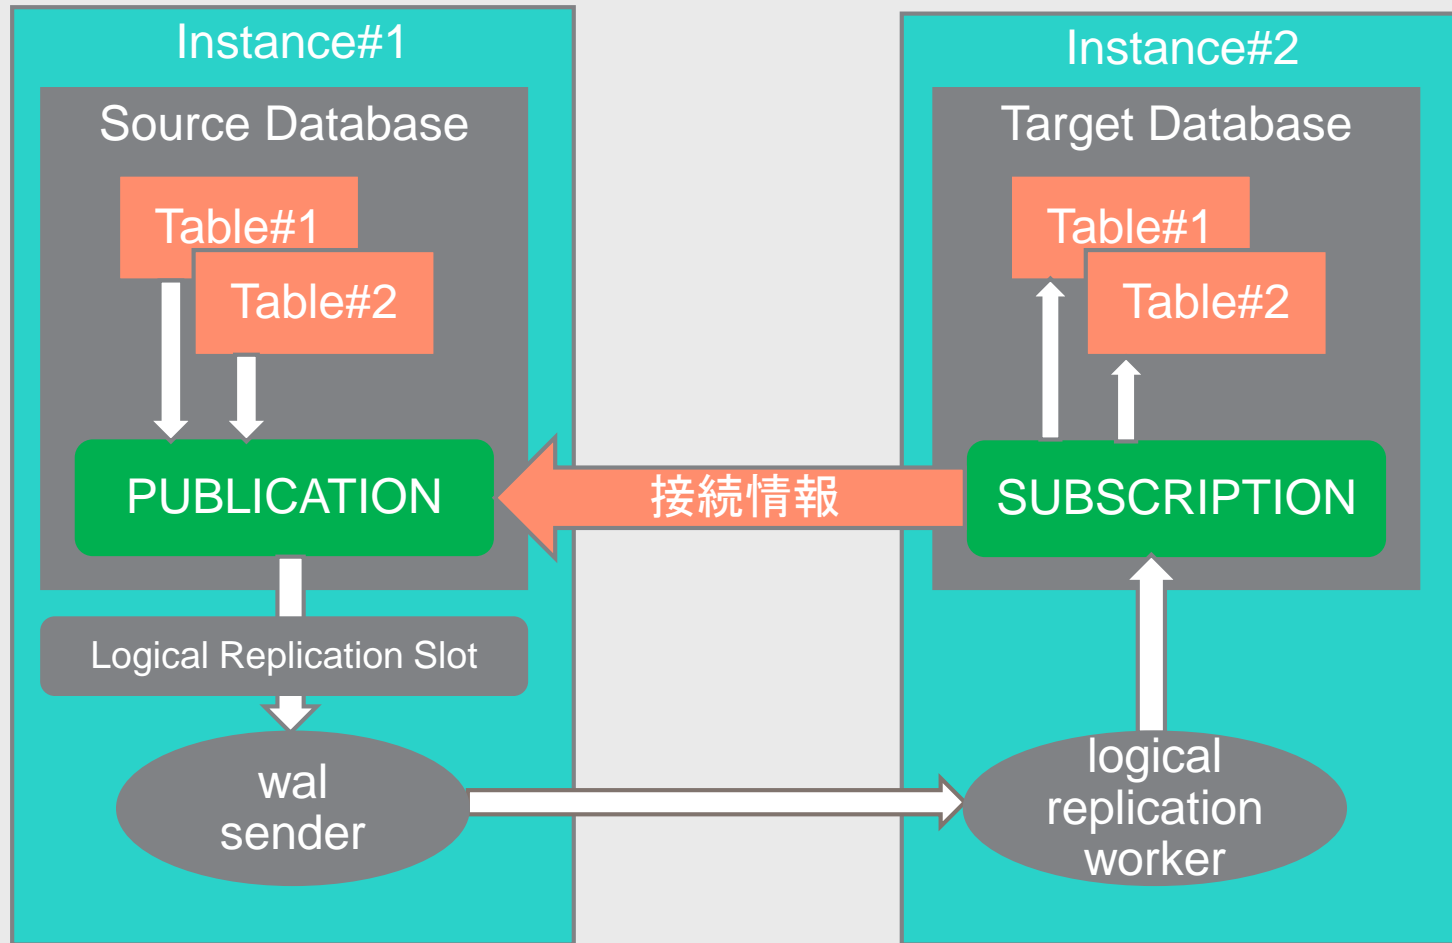 Instance#1
Source Database
Table#1
Table#2
PUBLICATION
Logical Replication Slot
wal
sender
接続情報
Instance#2
Target Database
Table#1
Table#2
SUBSCRIPTION
logical
replication
worker